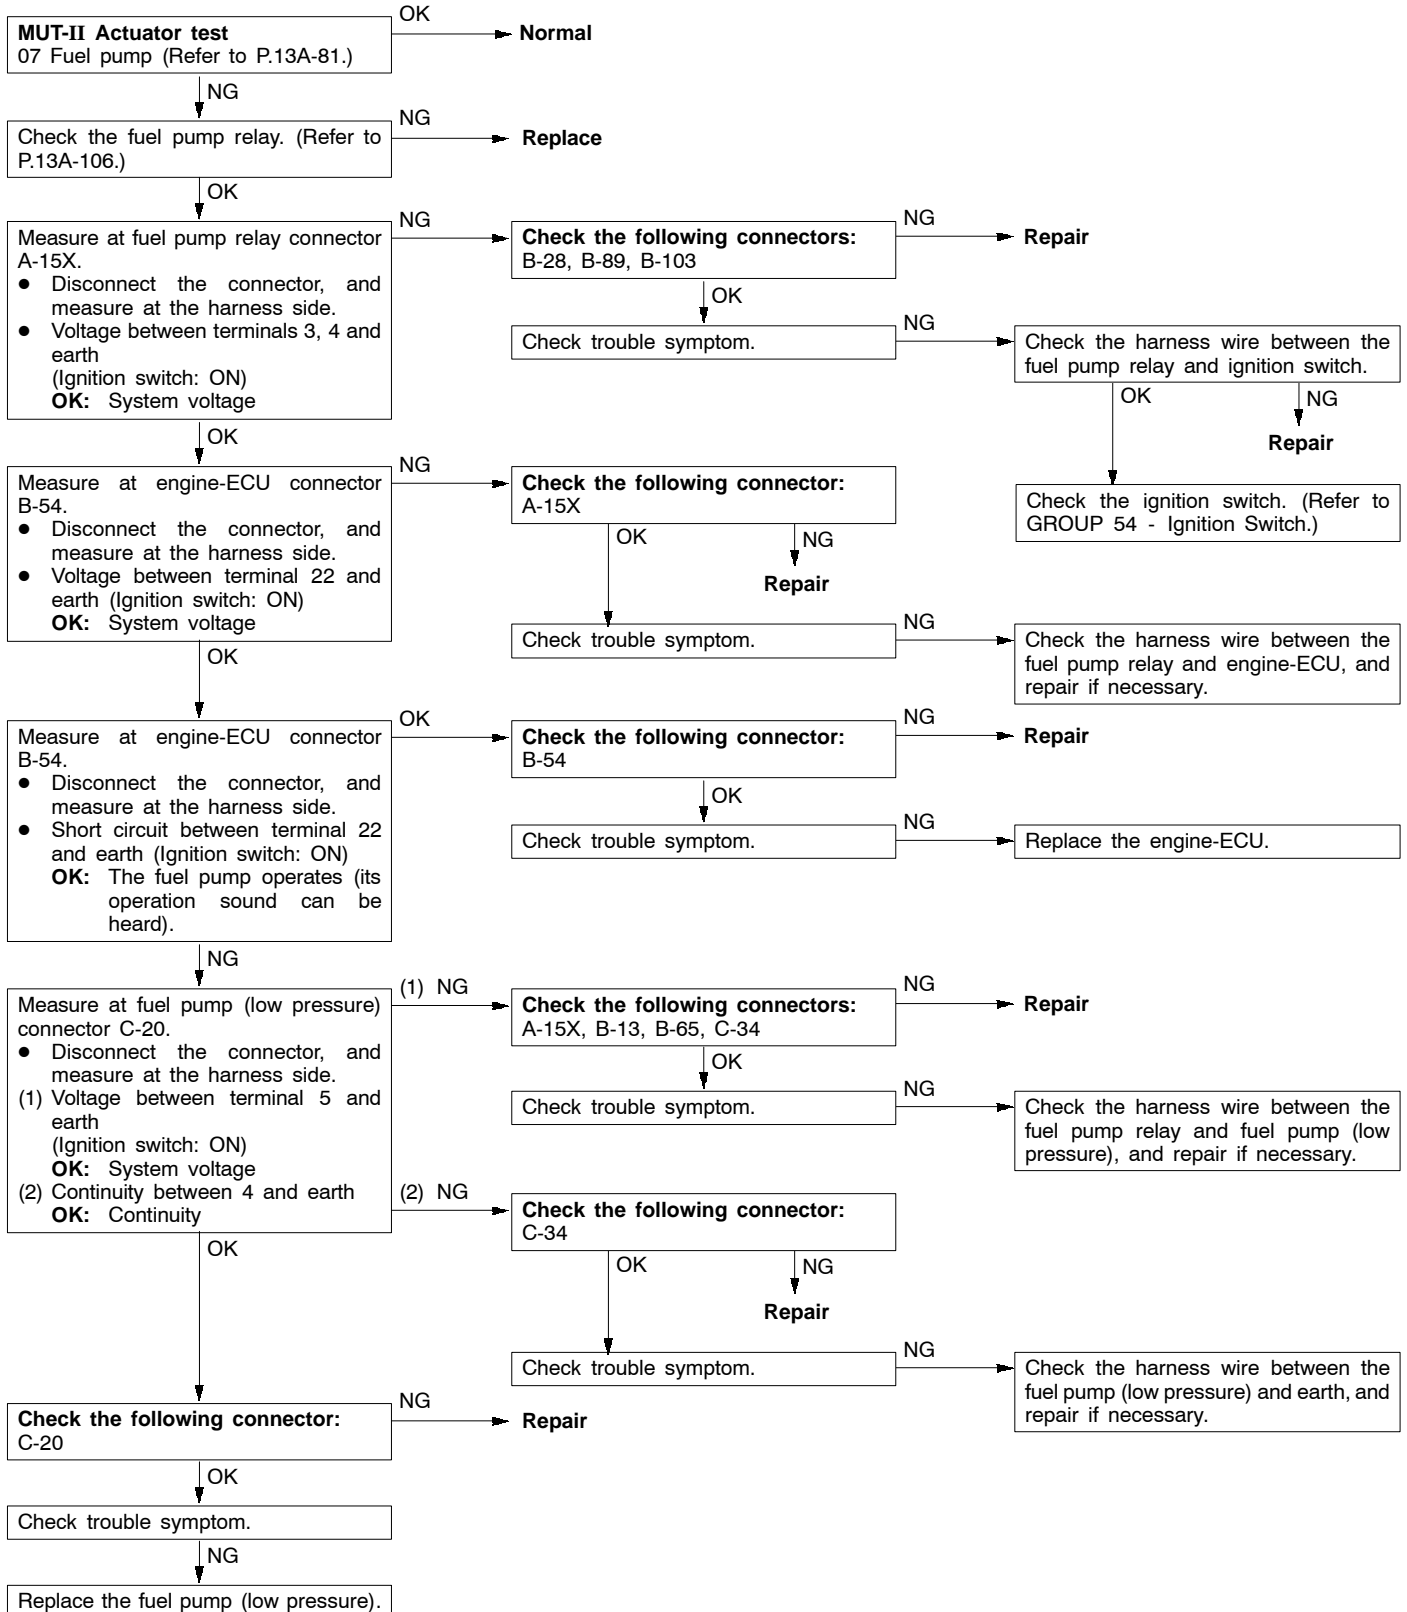 OK
MUT-II Actuator test
07 Fuel pump (Refer to P.13A-81.)
Normal
NG
Check the fuel pump relay. (Refer to
P.13A-106.)
NG
Replace
OK
Measure at fuel pump relay connector
A-15X.
● Disconnect the connector, and
measure at the harness side.
● Voltage between terminals 3, 4 and
earth
(Ignition switch: ON)
OK: System voltage
NG
Check the following connectors:
B-28, B-89, B-103
NG
Repair
OK
Check trouble symptom.
NG
Check the harness wire between the
fuel pump relay and ignition switch.
OK
NG
Repair
Check the ignition switch. (Refer to
GROUP 54 - Ignition Switch.)
OK
Measure at engine-ECU connector
B-54.
● Disconnect the connector, and
measure at the harness side.
● Voltage between terminal 22 and
earth (Ignition switch: ON)
OK: System voltage
NG
Check the following connector:
A-15X
OK
NG
Repair
Check trouble symptom.
NG
Check the harness wire between the
fuel pump relay and engine-ECU, and
repair if necessary.
OK
Measure at engine-ECU connector
B-54.
● Disconnect the connector, and
measure at the harness side.
● Short circuit between terminal 22
and earth (Ignition switch: ON)
OK: The fuel pump operates (its
operation sound can be
heard).
OK
Check the following connector:
B-54
NG
Repair
OK
Check trouble symptom.
NG
Replace the engine-ECU.
NG
Measure at fuel pump (low pressure)
connector C-20.
● Disconnect the connector, and
measure at the harness side.
(1) Voltage between terminal 5 and
earth
(Ignition switch: ON)
OK: System voltage
(2) Continuity between 4 and earth
OK: Continuity
(1) NG
Check the following connectors:
A-15X, B-13, B-65, C-34
NG
Repair
OK
Check trouble symptom.
NG
Check the harness wire between the
fuel pump relay and fuel pump (low
pressure), and repair if necessary.
(2) NG
Check the following connector:
C-34
OK
NG
Repair
Check trouble symptom.
NG
Check the harness wire between the
fuel pump (low pressure) and earth, and
repair if necessary.
OK
Check the following connector:
C-20
NG
Repair
OK
Check trouble symptom.
NG
Replace the fuel pump (low pressure).